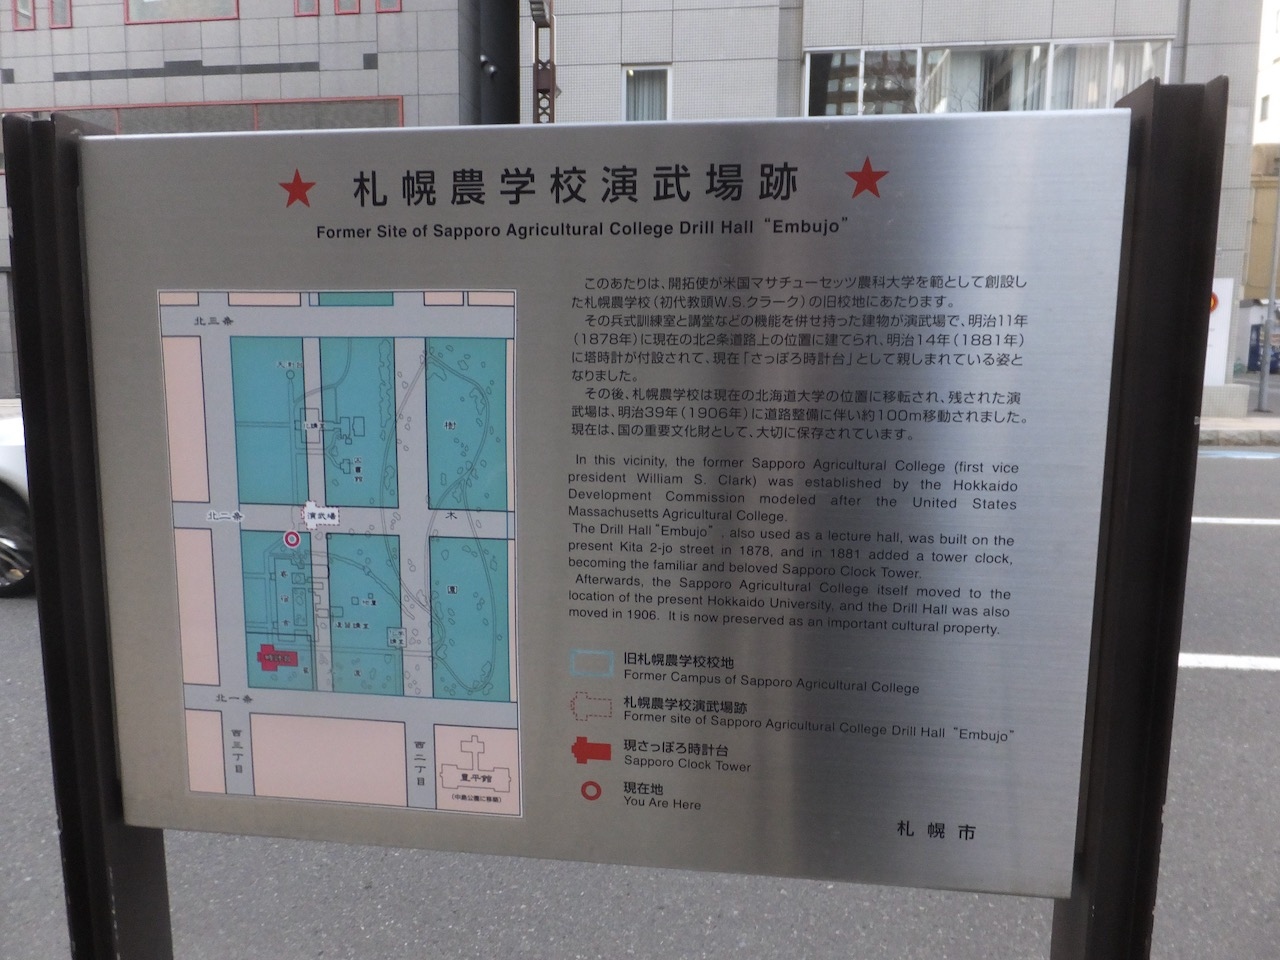 ★ 札幌農学校演武場跡 ★
Former Site of Sapporo Agricultural College Drill Hall "Embujo"
このあたりは、開拓使が米国マサチューセッツ農科大学を範として創設し
た札幌農学校（初代教頭W.S.クラーク）の旧校地にあたります。
その兵式訓練室と講堂などの機能を併せ持った建物が演武場で、明治11年
（1878年）に現在の北2条道路上の位置に建てられ、明治14年（1881年）
に塔時計が付設されて、現在「さっぽろ時計台」として親しまれている姿と
なりました。
その後、札幌農学校は現在の北海道大学の位置に移転され、残された演
武場は、明治39年（1906年）に道路整備に伴い約100m移動されました。
現在は、国の重要文化財として、大切に保存されています。
In this vicinity, the former Sapporo Agricultural College (first vice
president William S. Clark) was established by the Hokkaido
Development Commission modeled after the United States
Massachusetts Agricultural College.
The Drill Hall "Embujo" , also used as a lecture hall, was built on the
present Kita 2-jo street in 1878, and in 1881 added a tower clock,
becoming the familiar and beloved Sapporo Clock Tower.
Afterwards, the Sapporo Agricultural College itself moved to the
location of the present Hokkaido University, and the Drill Hall was also
moved in 1906. It is now preserved as an important cultural property.
旧札幌農学校校地
Former Campus of Sapporo Agricultural College
札幌農学校演武場跡
Former site of Sapporo Agricultural College Drill Hall "Embujo"
現さっぽろ時計台
Sapporo Clock Tower
現在地
You Are Here
札幌市
北三条
樹
北二条
演武場
木
園
寄宿舎
時計台
北一条
西三丁目
西二丁目
豊平館
（中島公園に移築）